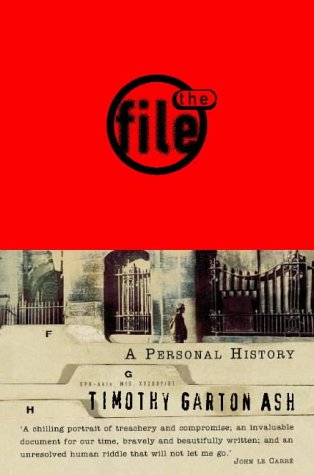 the
file
F
A PERSONAL HISTORY
G
H
TIMOTHY GARTON ASH
'A chilling portrait of treachery and compromise; an invaluable
document for our time, bravely and beautifully written; and an
unresolved human riddle that will not let me go.'
JOHN LE CARRÉ